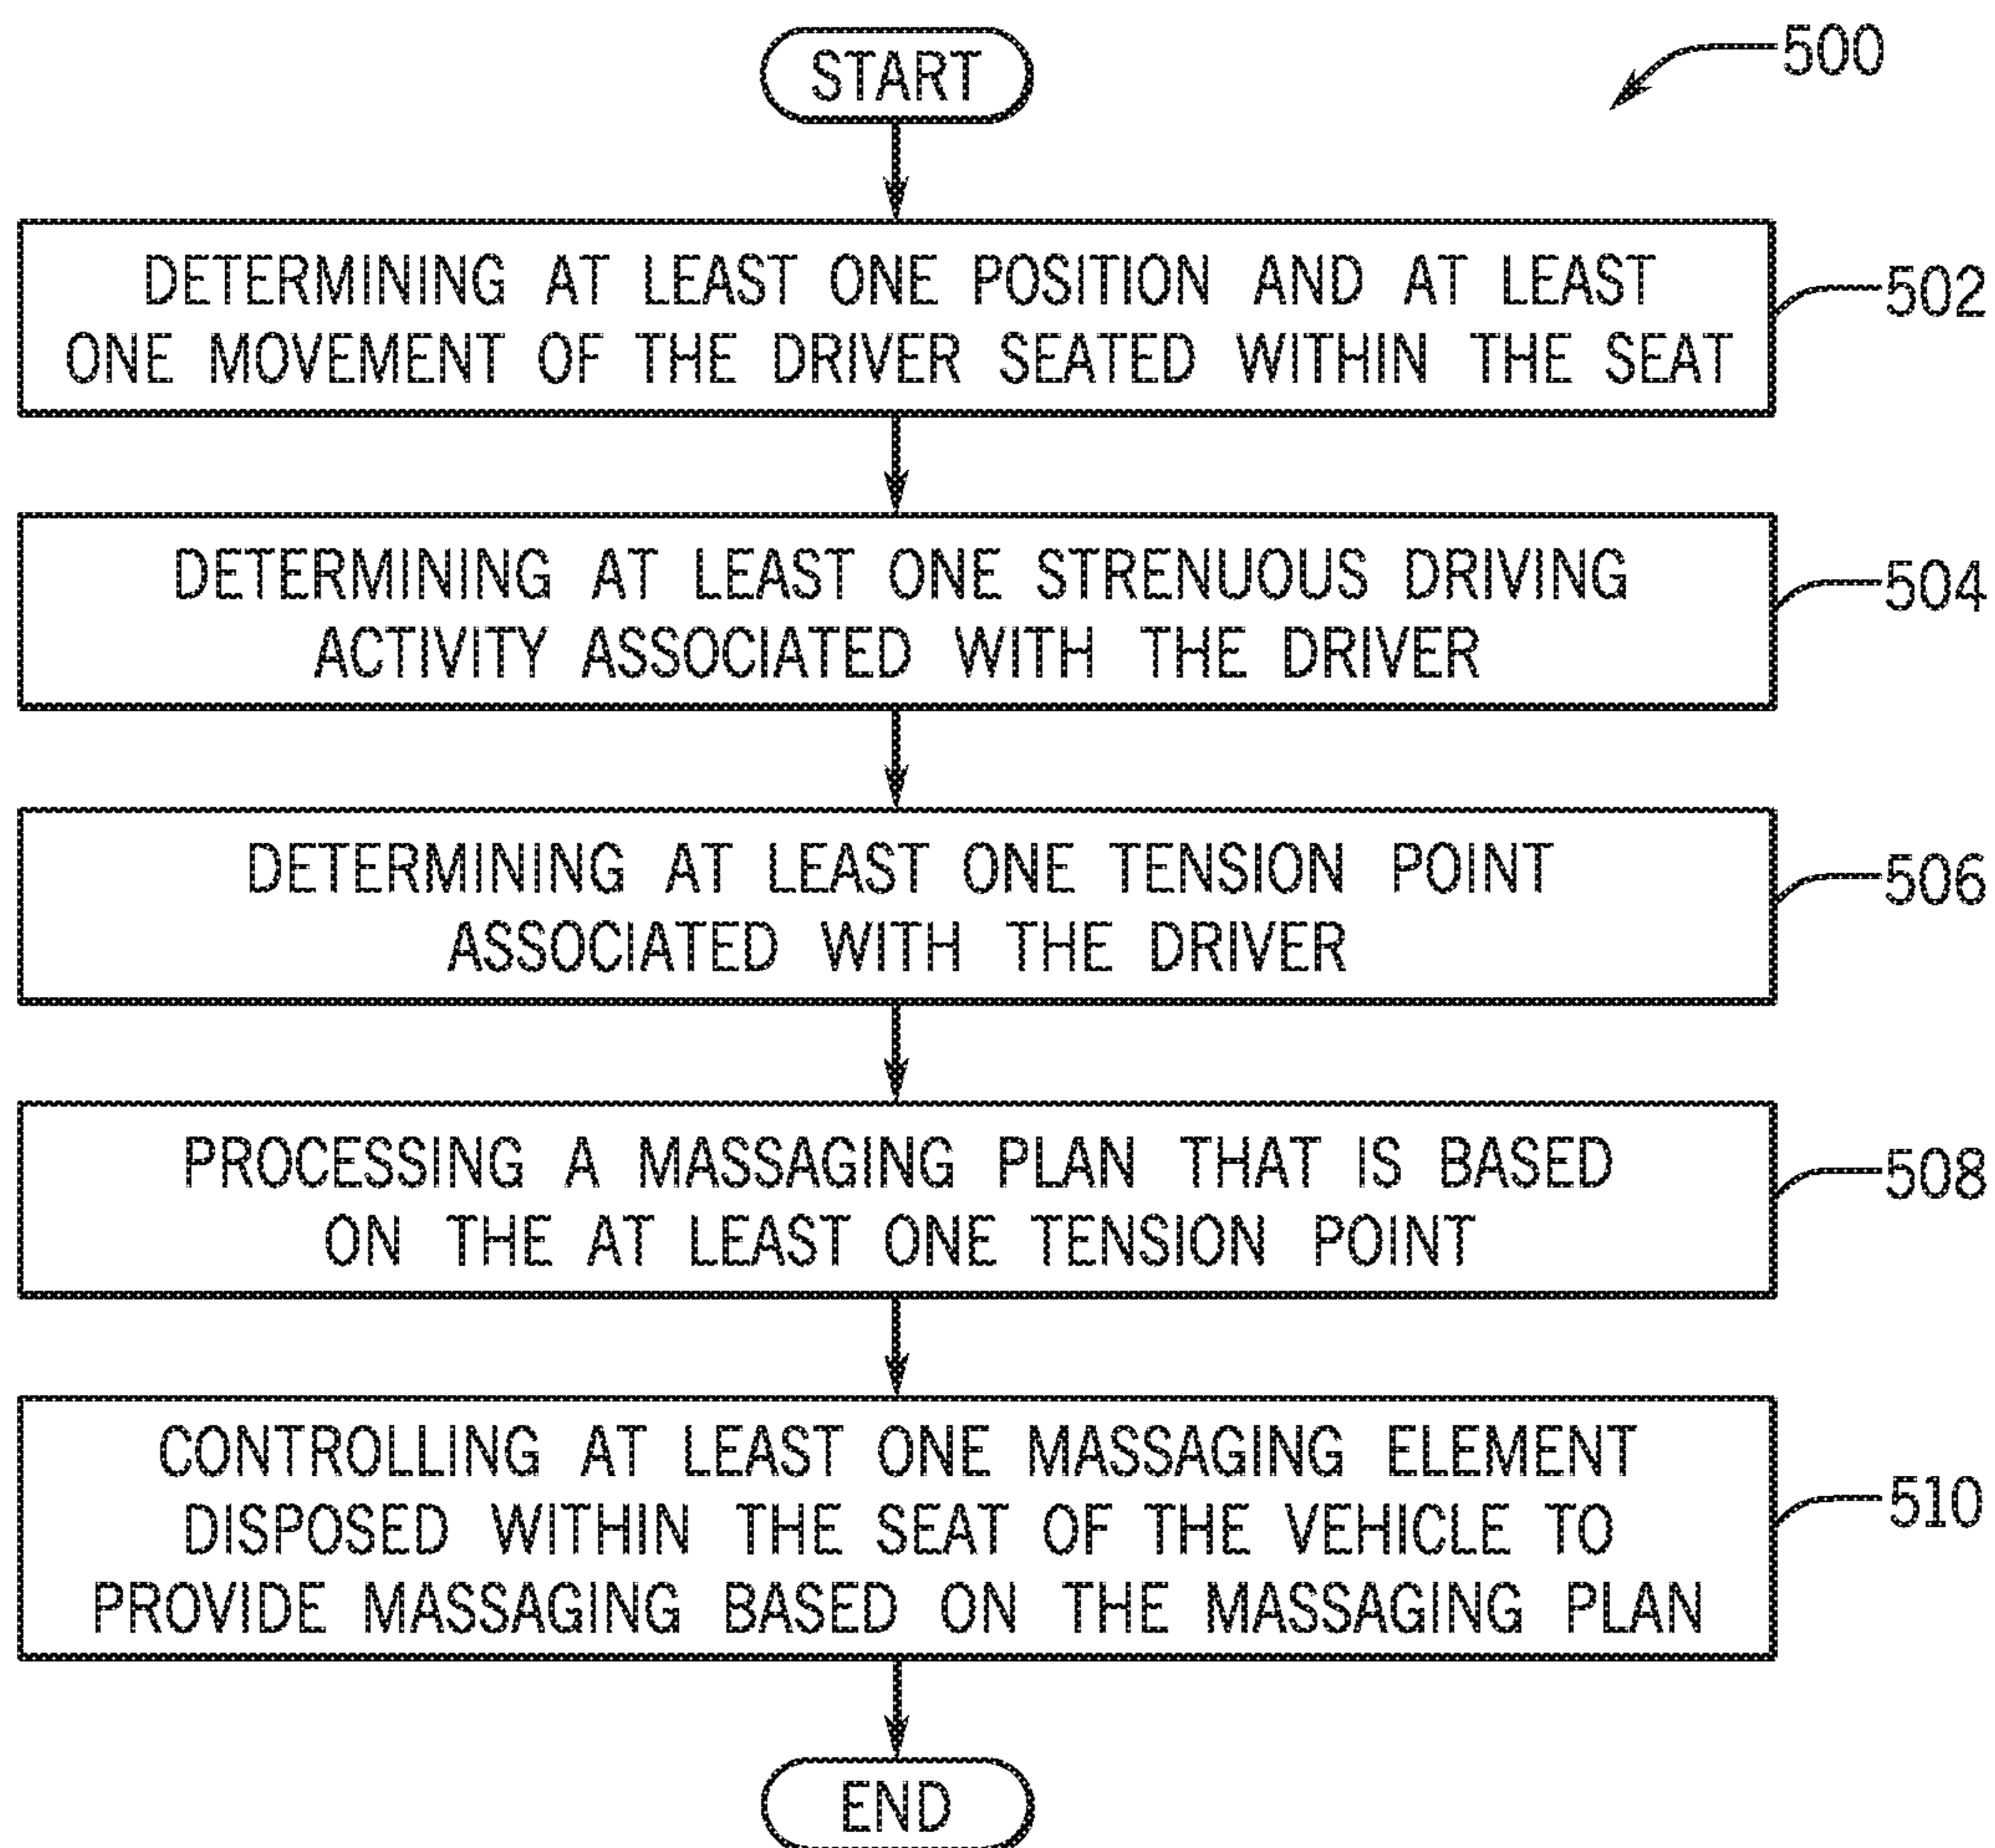 START
500
DETERMINING AT LEAST ONE POSITION AND AT LEAST
ONE MOVEMENT OF THE DRIVER SEATED WITHIN THE SEAT
502
DETERMINING AT LEAST ONE STRENUOUS DRIVING
ACTIVITY ASSOCIATED WITH THE DRIVER
504
DETERMINING AT LEAST ONE TENSION POINT
ASSOCIATED WITH THE DRIVER
506
PROCESSING A MASSAGING PLAN THAT IS BASED
ON THE AT LEAST ONE TENSION POINT
508
CONTROLLING AT LEAST ONE MASSAGING ELEMENT
DISPOSED WITHIN THE SEAT OF THE VEHICLE TO
PROVIDE MASSAGING BASED ON THE MASSAGING PLAN
510
END